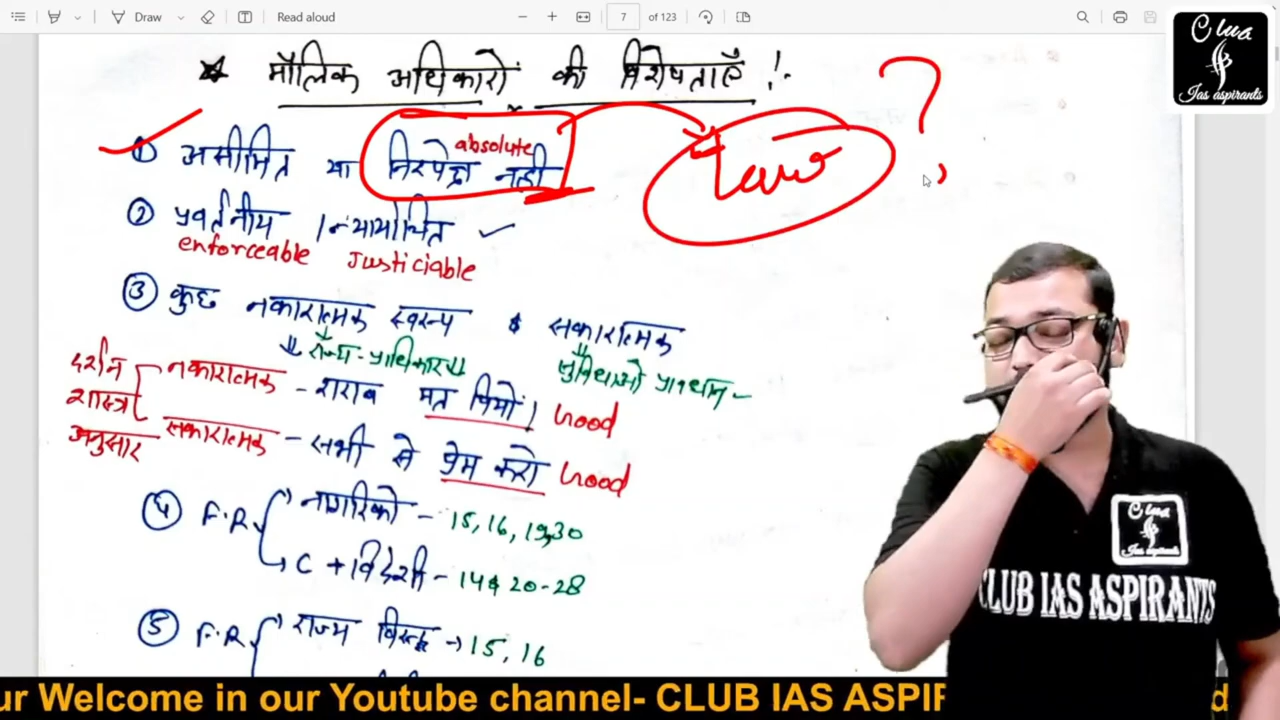 Draw
Read aloud
7 of 123
Club
Ias aspirants
मौलिक अधिकारों की विशेषताएँ !
① असीमित या निरपेक्ष नहीं
absolute
Law
?
② प्रवर्तनीय / न्यायोचित
enforceable Justiciable
③ कुछ नकारात्मक स्वरूप & सकारात्मक
राज्य-प्राधिकार
दर्शन शास्त्र अनुसार
नकारात्मक - शराब मत पियों। Good
सकारात्मक - सभी से प्रेम करो Good
④ F.R. नागरिको - 15, 16, 19,30
C + विदेशी - 14 & 20-28
⑤ F.R. राज्य विरूद्ध → 15, 16
CLUB IAS ASPIRANTS
ur Welcome in our Youtube channel- CLUB IAS ASPIR